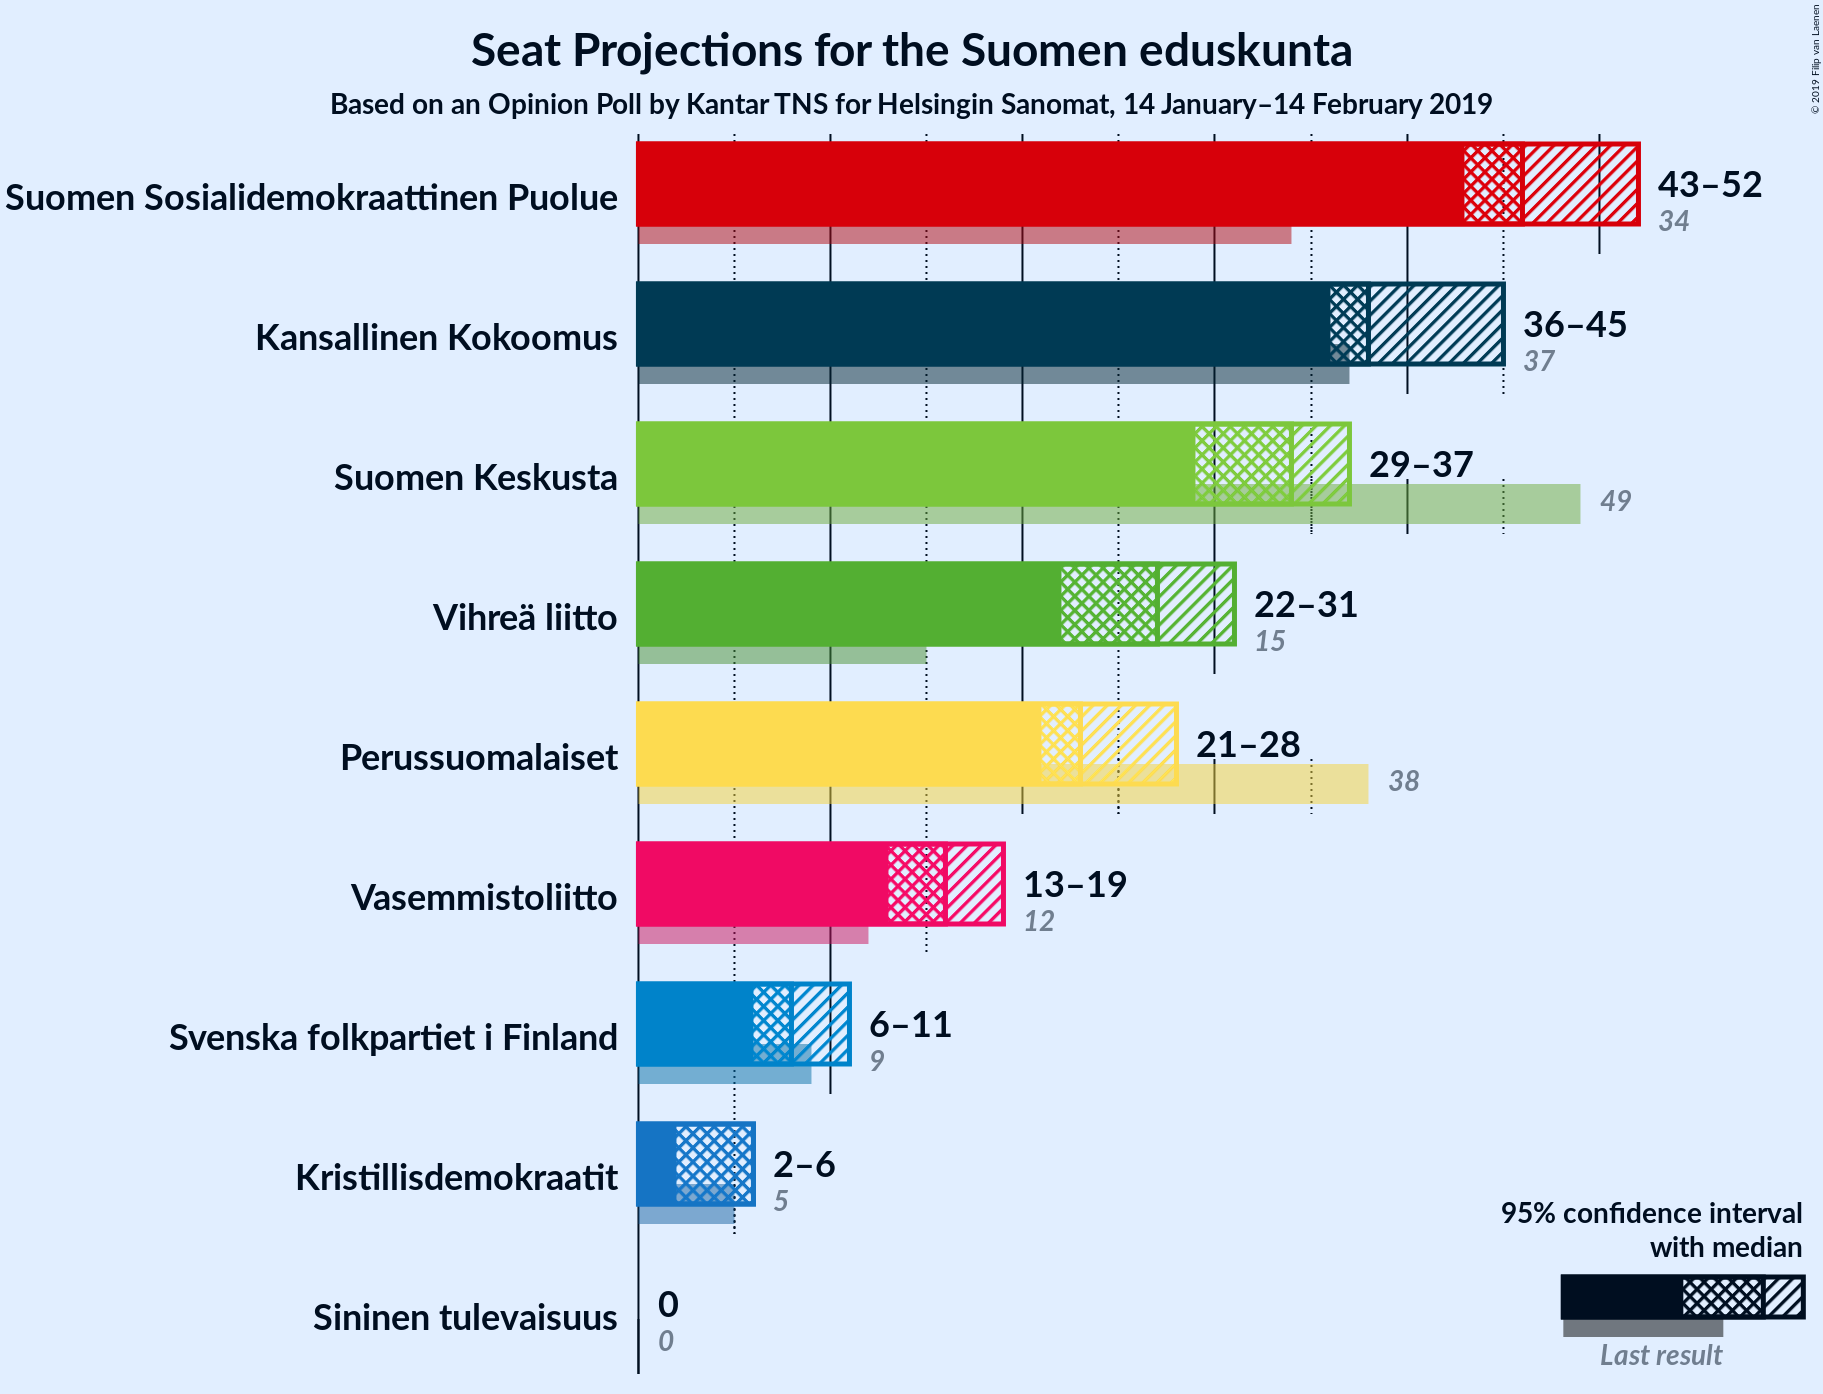 Seat Projections for the Suomen eduskunta
Based on an Opinion Poll by Kantar TNS for Helsingin Sanomat, 14 January–14 February 2019
© 2019 Filip van Laenen
Suomen Sosialidemokraattinen Puolue
43–52
34
Kansallinen Kokoomus
36–45
37
Suomen Keskusta
29–37
49
Vihreä liitto
22–31
15
Perussuomalaiset
21–28
38
Vasemmistoliitto
13–19
12
Svenska folkpartiet i Finland
6–11
9
Kristillisdemokraatit
2–6
5
Sininen tulevaisuus
0
0
95% confidence interval
with median
Last result